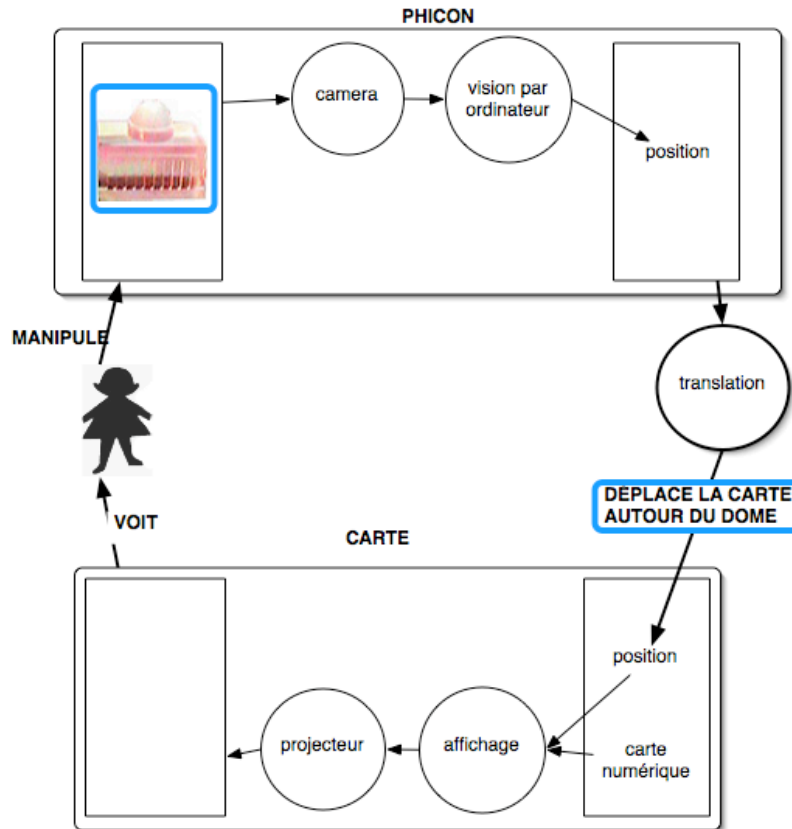 PHICON
camera
vision par
ordinateur
position
MANIPULE
translation
DÉPLACE LA CARTE
AUTOUR DU DOME
VOIT
CARTE
position
projecteur
affichage
carte
numérique